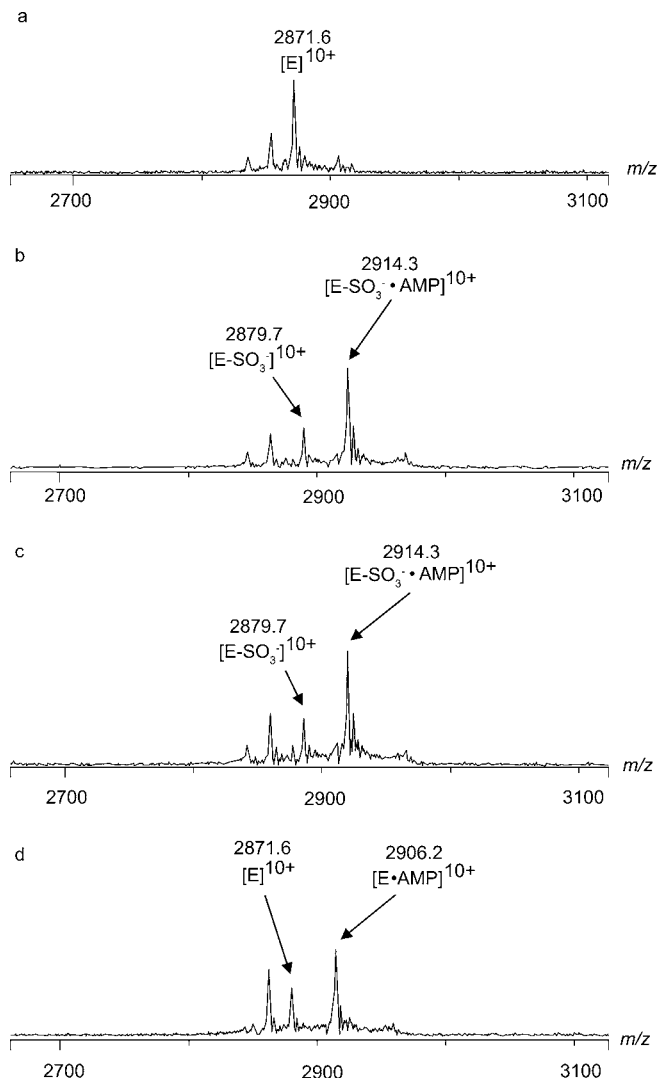 a
2871.6
[E]10+
m/z
2700 2900 3100
b
2914.3
[E-SO3-•AMP]10+
2879.7
[E-SO3-]10+
m/z
2700 2900 3100
c
2914.3
[E-SO3-•AMP]10+
2879.7
[E-SO3-]10+
m/z
2700 2900 3100
d
2871.6 2906.2
[E]10+ [E•AMP]10+
m/z
2700 2900 3100